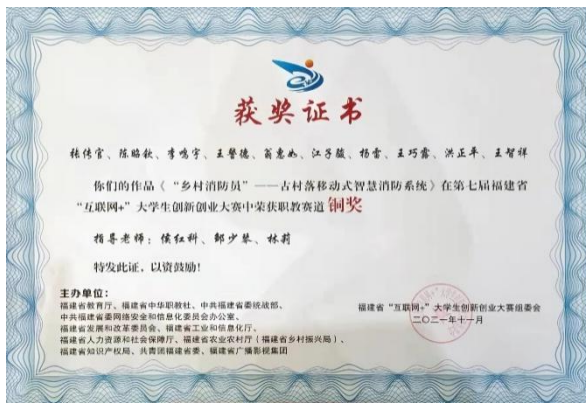 获奖证书
张传官、陈昭钦、李鸣宇、王誉德、翁惠如、江子骏、杨雷、王巧露、洪正平、王智祥
你们的作品《“乡村消防员”——古村落移动式智慧消防系统》在第七届福建省
“互联网+”大学生创新创业大赛中荣获职教赛道铜奖
指导老师：侯红科、邹少琴、林莉
特发此证，以资鼓励！
主办单位：
福建省教育厅、福建省中华职教社、中共福建省委统战部、
中共福建省委网络安全和信息化委员会办公室、
福建省发展和改革委员会、福建省工业和信息化厅、
福建省人力资源和社会保障厅、福建省农业农村厅（福建省乡村振兴局）、
福建省知识产权局、共青团福建省委、福建省广播影视集团
福建省“互联网+”大学生创新创业大赛组委会
二〇二一年十一月